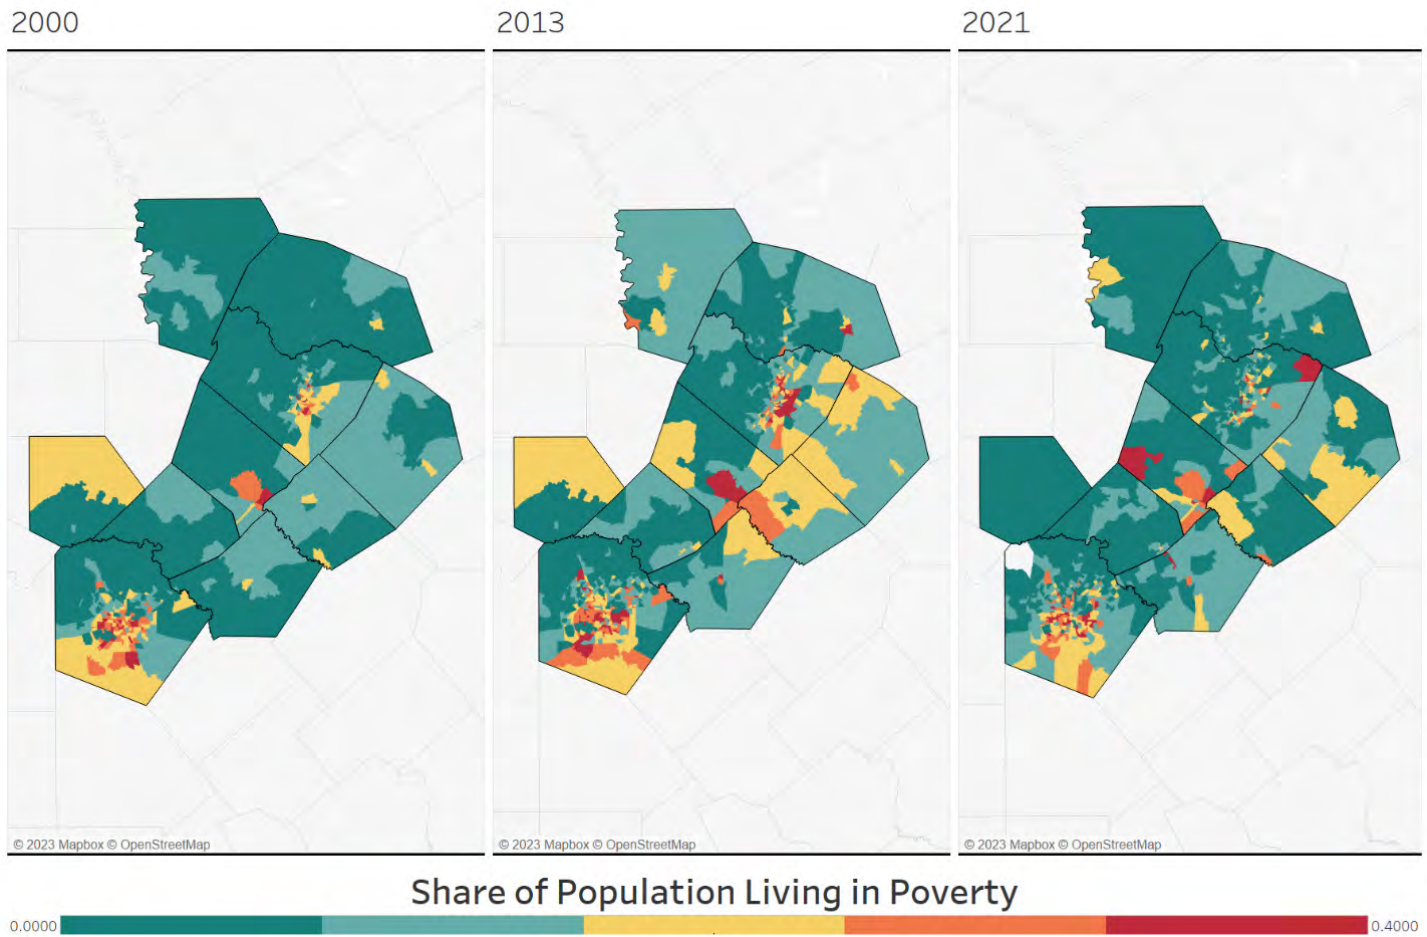 2000
2013
2021
© 2023 Mapbox © OpenStreetMap
© 2023 Mapbox © OpenStreetMap
© 2023 Mapbox © OpenStreetMap
Share of Population Living in Poverty
0.0000
0.4000